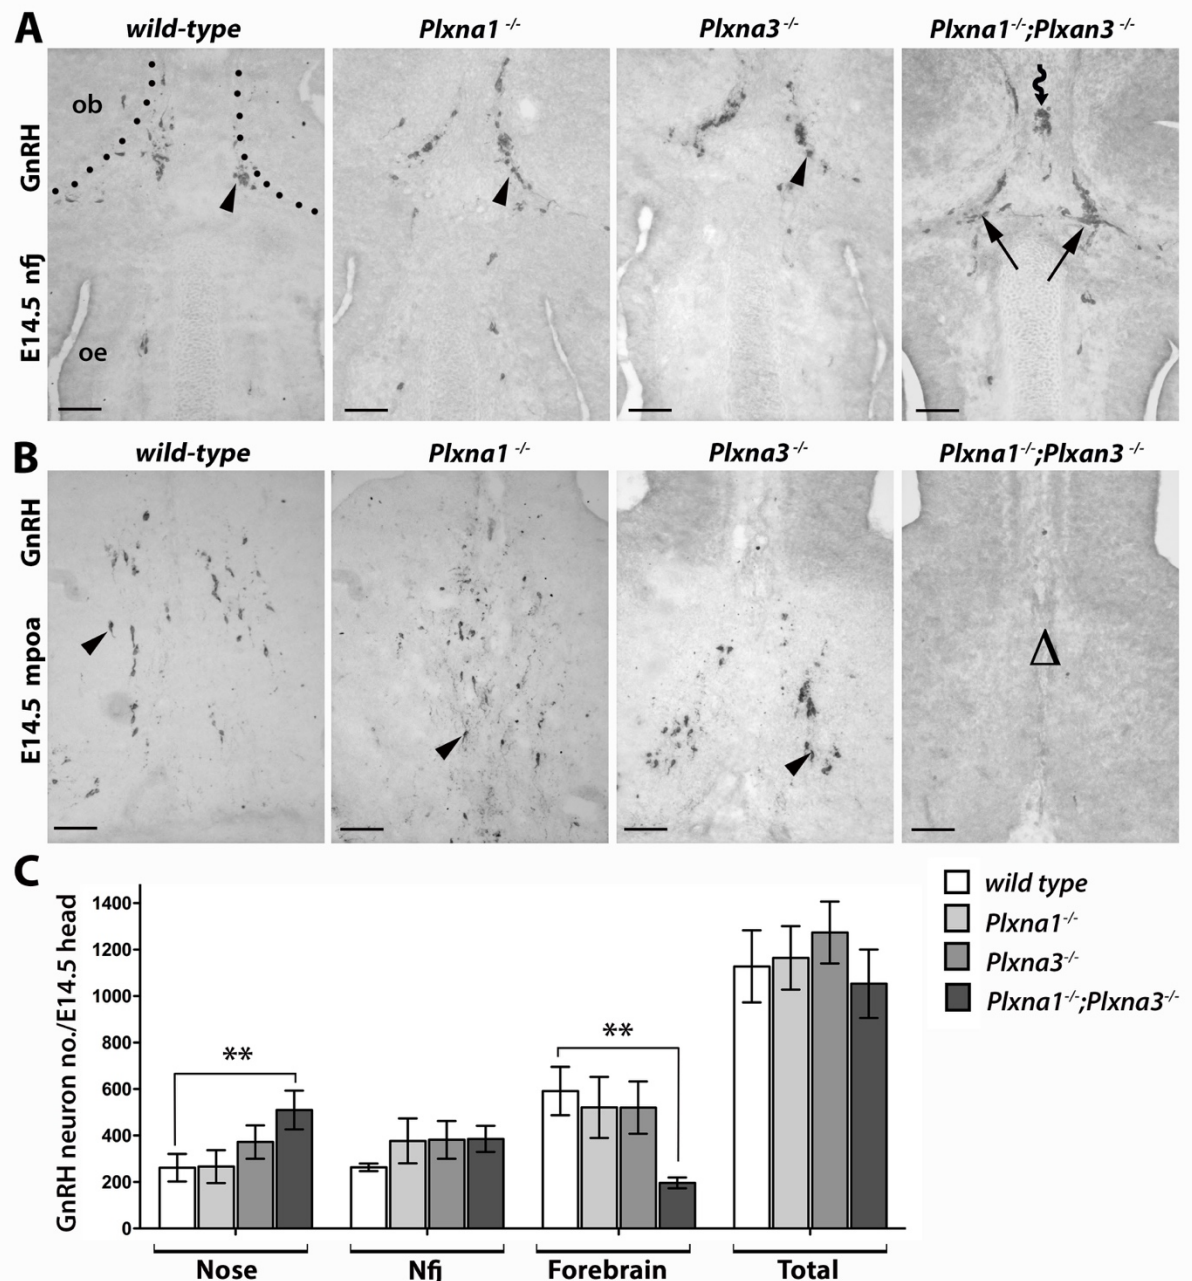 A
wild-type Plxna1 -/- Plxna3 -/- Plxna1-/-;Plxan3 -/-
GnRH
E14.5 nfj
ob
oe
B
wild-type Plxna1 -/- Plxna3 -/- Plxna1-/-;Plxan3 -/-
GnRH
E14.5 mpoa
C
GnRH neuron no./E14.5 head
1400
1200
1000
800
600
400
200
0
**
**
Nose Nfj Forebrain Total
wild type
Plxna1-/-
Plxna3-/-
Plxna1-/-;Plxna3-/-